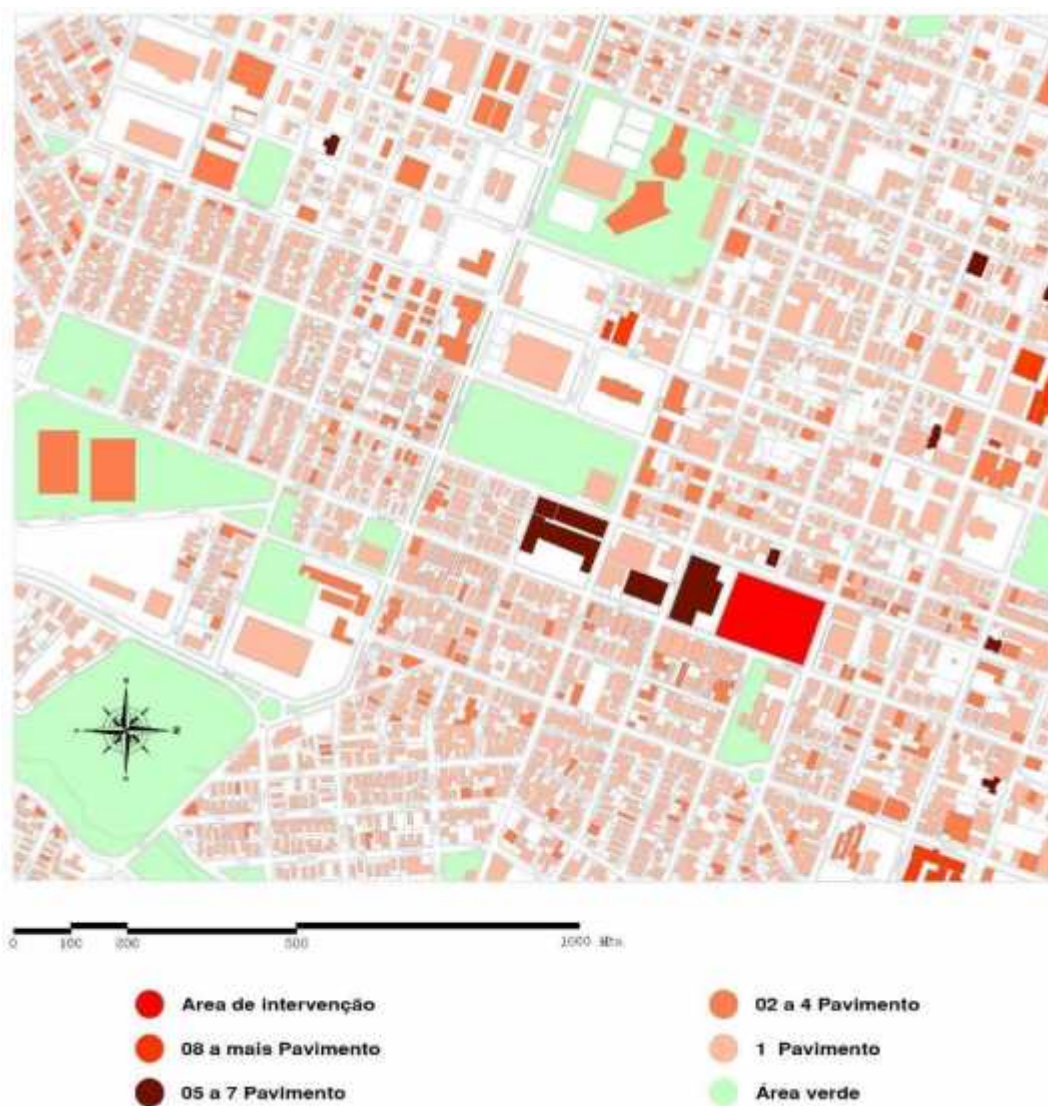 0 100 200 500 1000 Mts
Area de intervenção
08 a mais Pavimento
05 a 7 Pavimento
02 a 4 Pavimento
1 Pavimento
Área verde